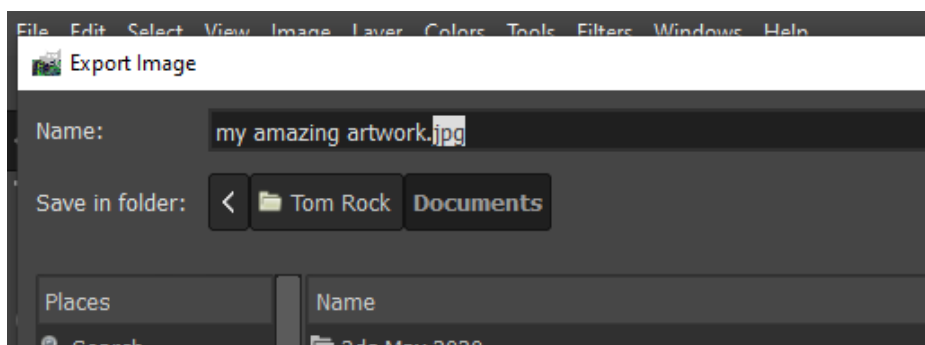 File Edit Select View Image Layer Colors Tools Filters Windows Help
Export Image
Name: my amazing artwork.jpg
Save in folder: < Tom Rock Documents
Places Name
Search